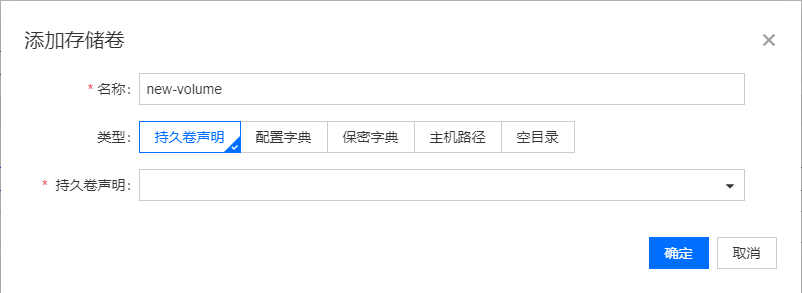 添加存储卷
* 名称: new-volume
类型: 持久卷声明 配置字典 保密字典 主机路径 空目录
* 持久卷声明:
确定 取消